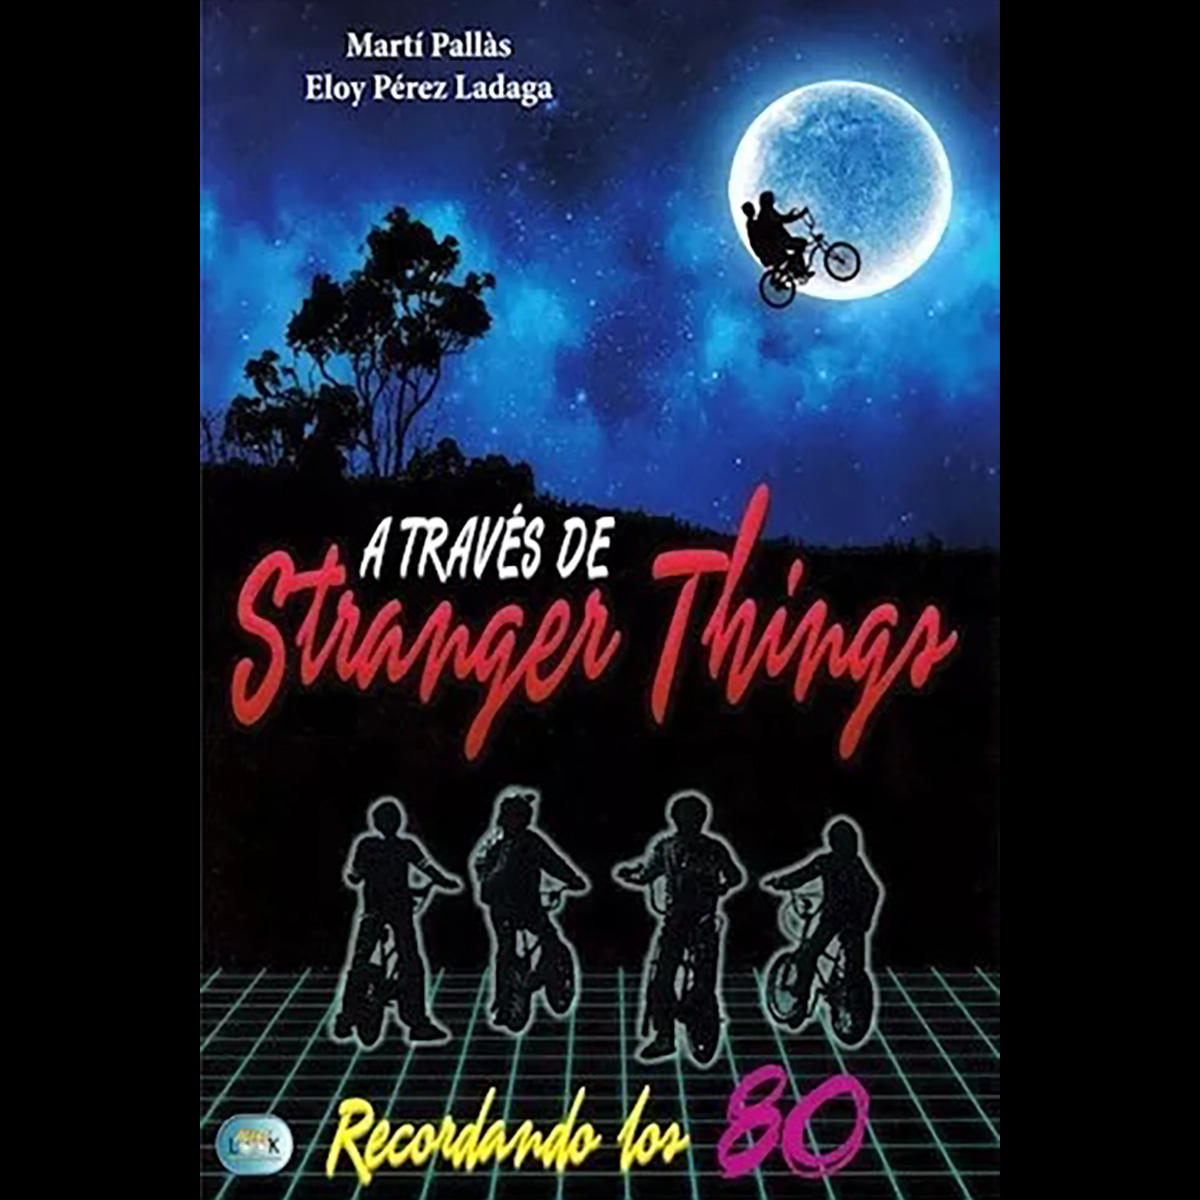 Martí Pallàs
Eloy Pérez Ladaga
A TRAVÉS DE
Stranger Things
Recordando los 80